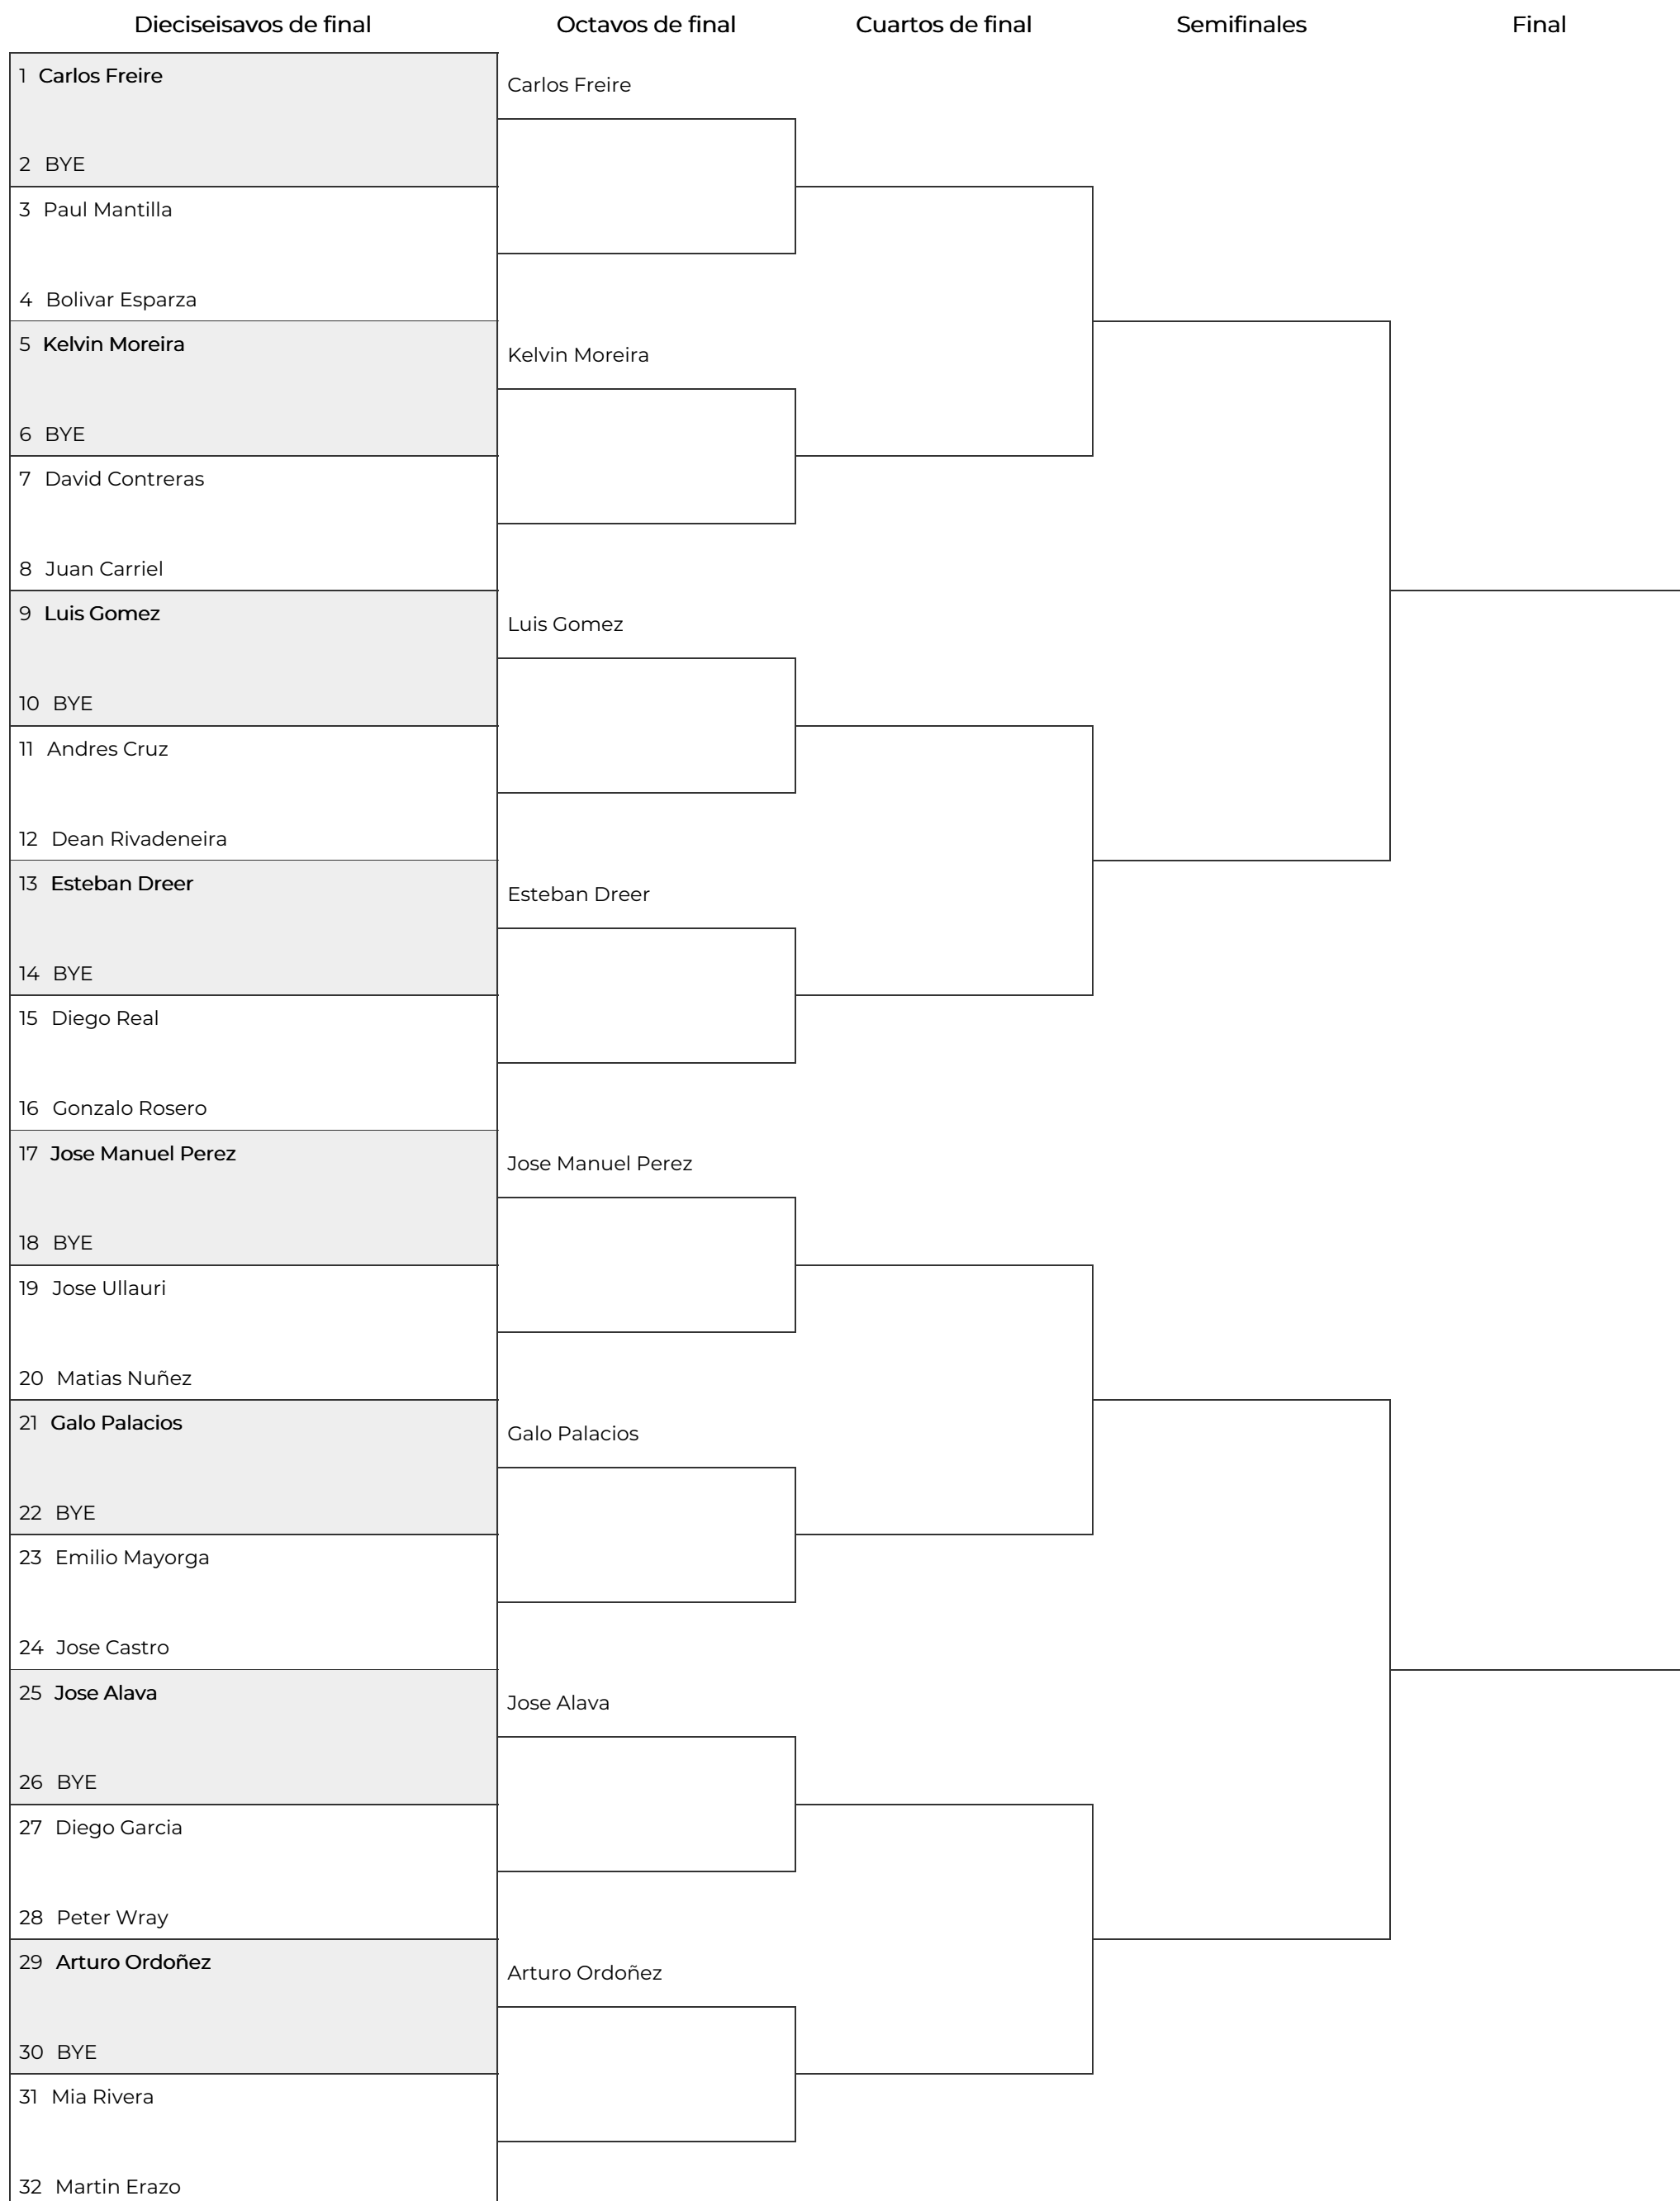 Dieciseisavos de final
Octavos de final
Cuartos de final
Semifinales
Final
1 Carlos Freire
Carlos Freire
2 BYE
3 Paul Mantilla
4 Bolivar Esparza
5 Kelvin Moreira
Kelvin Moreira
6 BYE
7 David Contreras
8 Juan Carriel
9 Luis Gomez
Luis Gomez
10 BYE
11 Andres Cruz
12 Dean Rivadeneira
13 Esteban Dreer
Esteban Dreer
14 BYE
15 Diego Real
16 Gonzalo Rosero
17 Jose Manuel Perez
Jose Manuel Perez
18 BYE
19 Jose Ullauri
20 Matias Nuñez
21 Galo Palacios
Galo Palacios
22 BYE
23 Emilio Mayorga
24 Jose Castro
25 Jose Alava
Jose Alava
26 BYE
27 Diego Garcia
28 Peter Wray
29 Arturo Ordoñez
Arturo Ordoñez
30 BYE
31 Mia Rivera
32 Martin Erazo